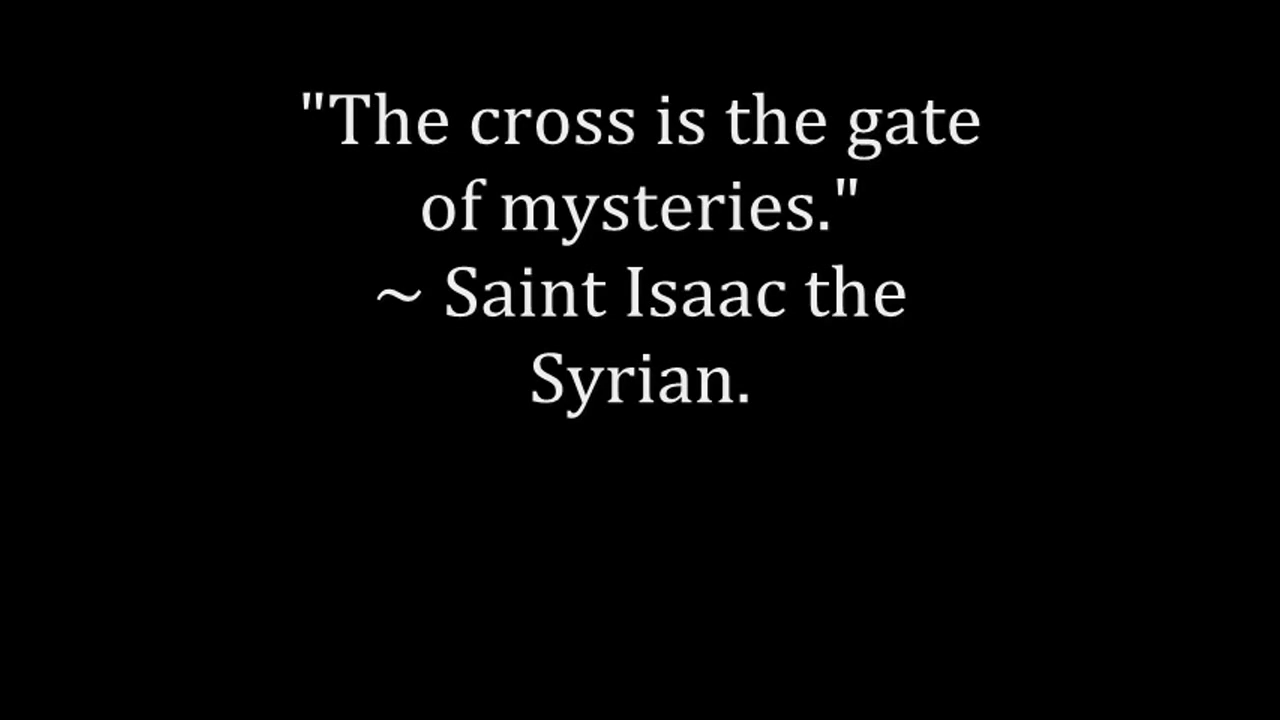 "The cross is the gate
of mysteries."
~ Saint Isaac the
Syrian.